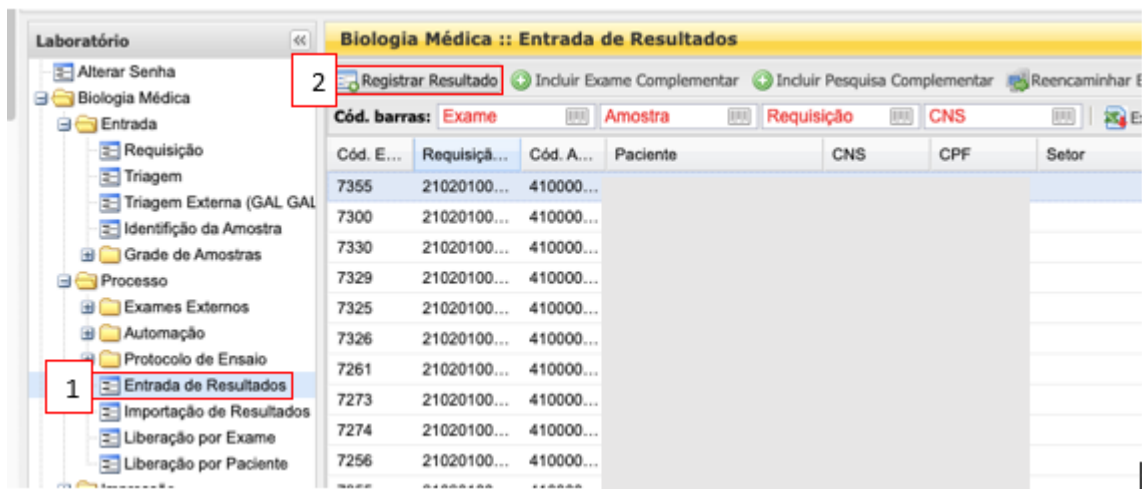 Laboratório
Alterar Senha
Biologia Médica
Entrada
Requisição
Triagem
Triagem Externa (GAL GAL
Identifição da Amostra
Grade de Amostras
Processo
Exames Externos
Automação
Protocolo de Ensaio
1
Entrada de Resultados
Importação de Resultados
Liberação por Exame
Liberação por Paciente
Biologia Médica :: Entrada de Resultados
2 Registrar Resultado Incluir Exame Complementar Incluir Pesquisa Complementar Reencaminhar E
Cód. barras: Exame Amostra Requisição CNS E
Cód. E... Requisiçã... Cód. A... Paciente CNS CPF Setor
7355 21020100... 410000...
7300 21020100... 410000...
7330 21020100... 410000...
7329 21020100... 410000...
7325 21020100... 410000...
7326 21020100... 410000...
7261 21020100... 410000...
7273 21020100... 410000...
7274 21020100... 410000...
7256 21020100... 410000...